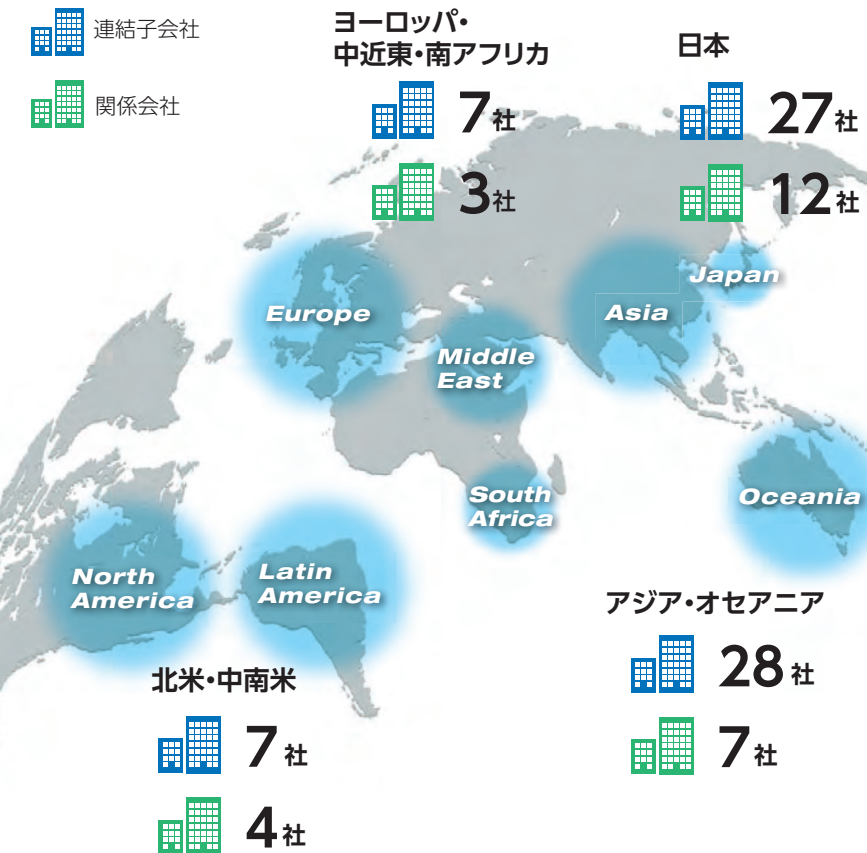 連結子会社
関係会社
ヨーロッパ・
中近東・南アフリカ
7社
3社
日本
27社
12社
Europe
Middle
East
Asia
Japan
South
Africa
Oceania
North
America
Latin
America
北米・中南米
7社
4社
アジア・オセアニア
28社
7社